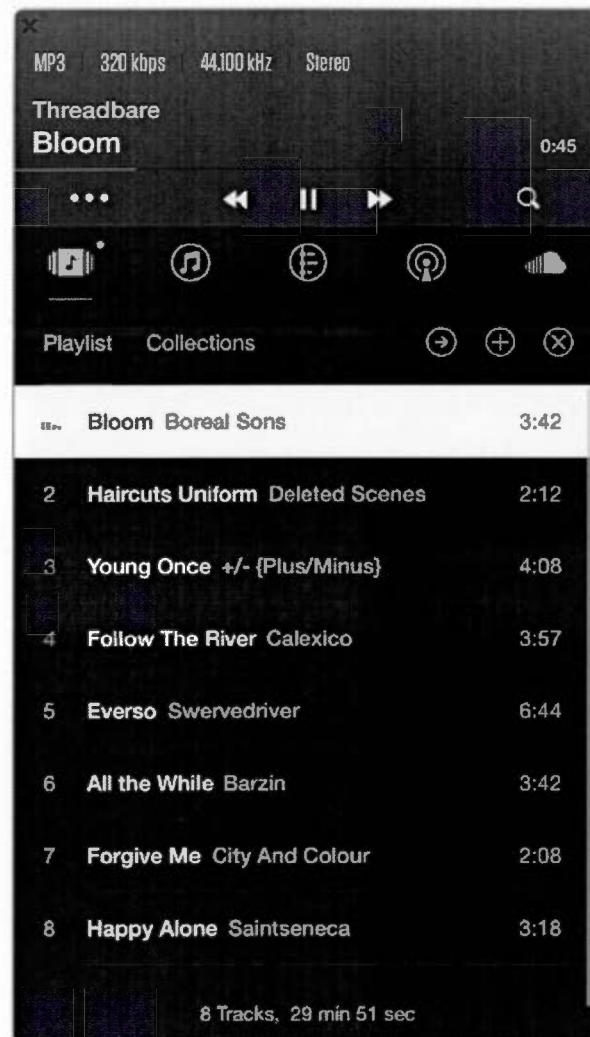 MP3 320 kbps 44.100 kHz Stereo
Threadbare
Bloom
0:45
Playlist Collections
Bloom Boreal Sons 3:42
2 Haircuts Uniform Deleted Scenes 2:12
3 Young Once +/- {Plus/Minus} 4:08
4 Follow The River Calexico 3:57
5 Everso Swervedriver 6:44
6 All the While Barzin 3:42
7 Forgive Me City And Colour 2:08
8 Happy Alone Saintseneca 3:18
8 Tracks, 29 min 51 sec